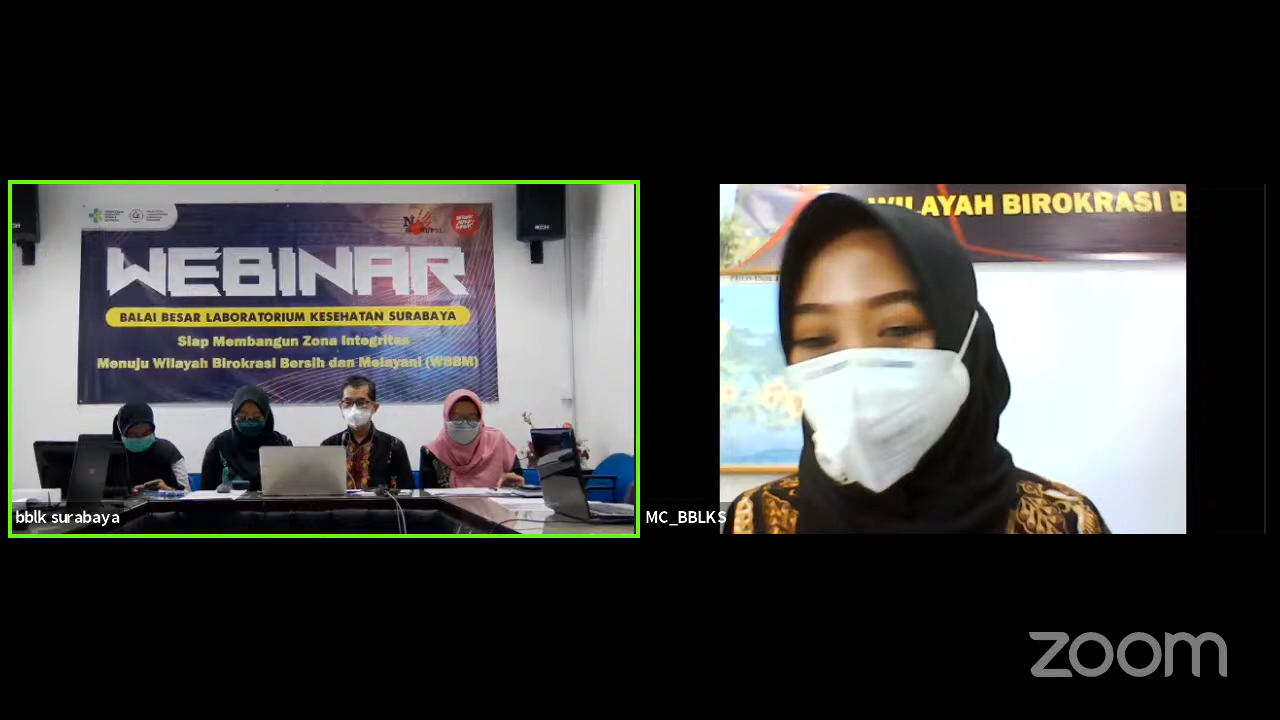 WEBINAR
BALAI BESAR LABORATORIUM KESEHATAN SURABAYA
Siap Membangun Zona Integritas
Menuju Wilayah Birokrasi Bersih dan Melayani (WBBM)
bblk surabaya
WILAYAH BIROKRASI B
MC_BBLKS
zoom